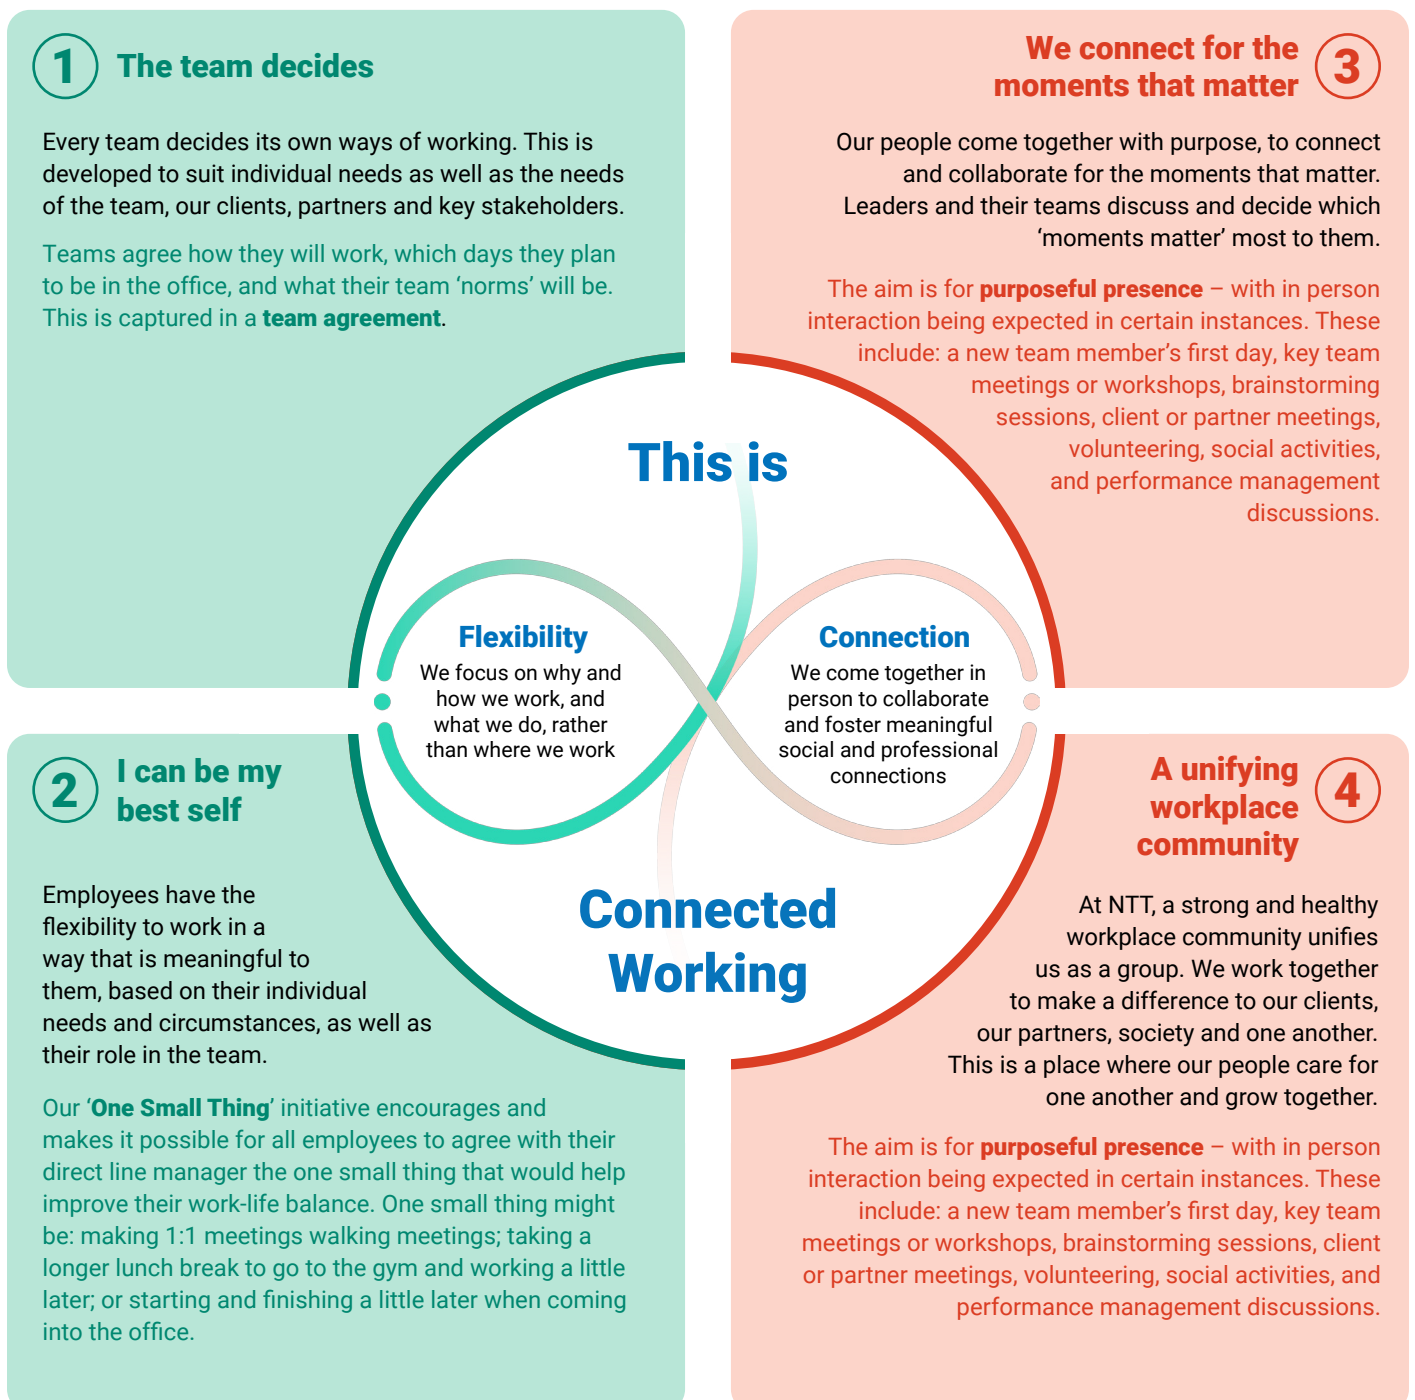 1
The team decides
Every team decides its own ways of working. This is
developed to suit individual needs as well as the needs
of the team, our clients, partners and key stakeholders.
Teams agree how they will work, which days they plan
to be in the office, and what their team ‘norms’ will be.
This is captured in a team agreement.
2
I can be my
best self
Employees have the
flexibility to work in a
way that is meaningful to
them, based on their individual
needs and circumstances, as well as
their role in the team.
Our ‘One Small Thing’ initiative encourages and
makes it possible for all employees to agree with their
direct line manager the one small thing that would help
improve their work-life balance. One small thing might
be: making 1:1 meetings walking meetings; taking a
longer lunch break to go to the gym and working a little
later; or starting and finishing a little later when coming
into the office.
We connect for the
moments that matter
3
Our people come together with purpose, to connect
and collaborate for the moments that matter.
Leaders and their teams discuss and decide which
‘moments matter’ most to them.
The aim is for purposeful presence – with in person
interaction being expected in certain instances. These
include: a new team member’s first day, key team
meetings or workshops, brainstorming
sessions, client or partner meetings,
volunteering, social activities,
and performance management
discussions.
A unifying
workplace
community
4
At NTT, a strong and healthy
workplace community unifies
us as a group. We work together
to make a difference to our clients,
our partners, society and one another.
This is a place where our people care for
one another and grow together.
The aim is for purposeful presence – with in person
interaction being expected in certain instances. These
include: a new team member’s first day, key team
meetings or workshops, brainstorming sessions, client
or partner meetings, volunteering, social activities, and
performance management discussions.
This is
Flexibility
We focus on why and
how we work, and
what we do, rather
than where we work
Connection
We come together in
person to collaborate
and foster meaningful
social and professional
connections
Connected
Working